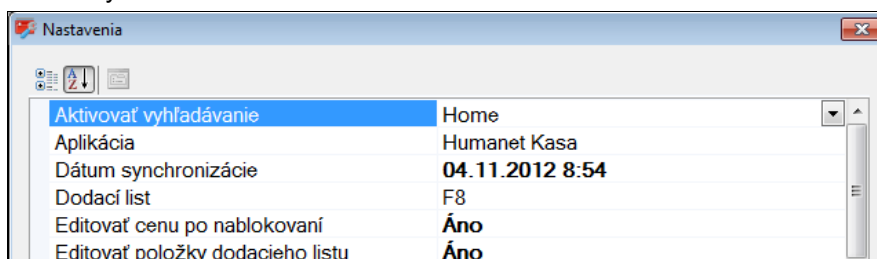 Nastavenia
Aktivovať vyhľadávanie Home
Aplikácia Humanet Kasa
Dátum synchronizácie 04.11.2012 8:54
Dodací list F8
Editovať cenu po nablokovaní Áno
Editovať položky dodacieho listu Áno